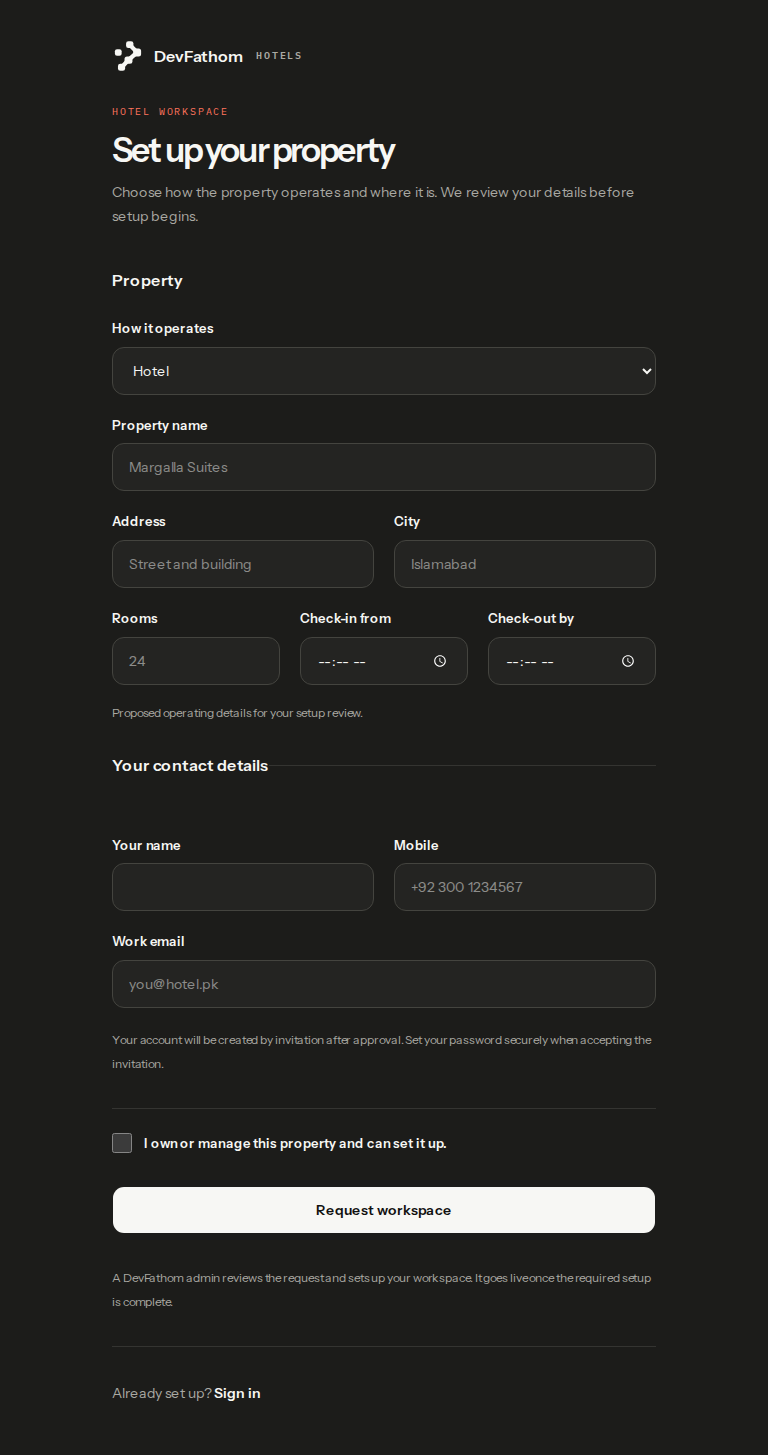 DevFathom HOTELS
HOTEL WORKSPACE
Set up your property
Choose how the property operates and where it is. We review your details before
setup begins.
Property
How it operates
Hotel
Property name
Margalla Suites
Address City
Street and building Islamabad
Rooms Check-in from Check-out by
24 --:-- -- --:-- --
Proposed operating details for your setup review.
Your contact details
Your name Mobile
+92 300 1234567
Work email
you@hotel.pk
Your account will be created by invitation after approval. Set your password securely when accepting the
invitation.
I own or manage this property and can set it up.
Request workspace
A DevFathom admin reviews the request and sets up your workspace. It goes live once the required setup
is complete.
Already set up? Sign in